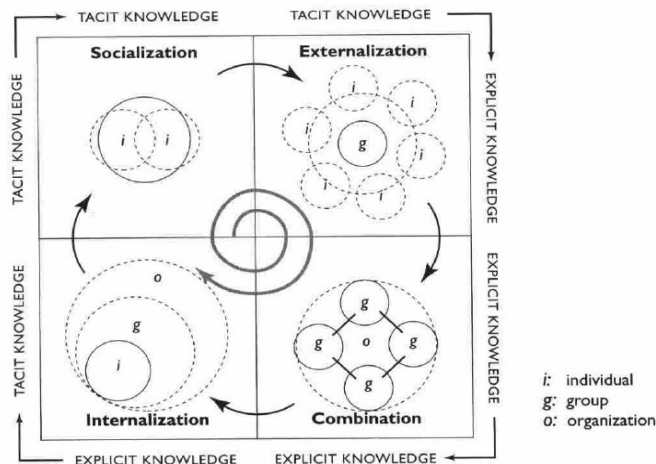 TACIT KNOWLEDGE
TACIT KNOWLEDGE
Socialization
Externalization
TACIT KNOWLEDGE
EXPLICIT KNOWLEDGE
i
i
i
i
i
i
i
i
g
TACIT KNOWLEDGE
EXPLICIT KNOWLEDGE
o
g
i
g
g
o
g
g
Internalization
Combination
EXPLICIT KNOWLEDGE
EXPLICIT KNOWLEDGE
i: individual
g: group
o: organization